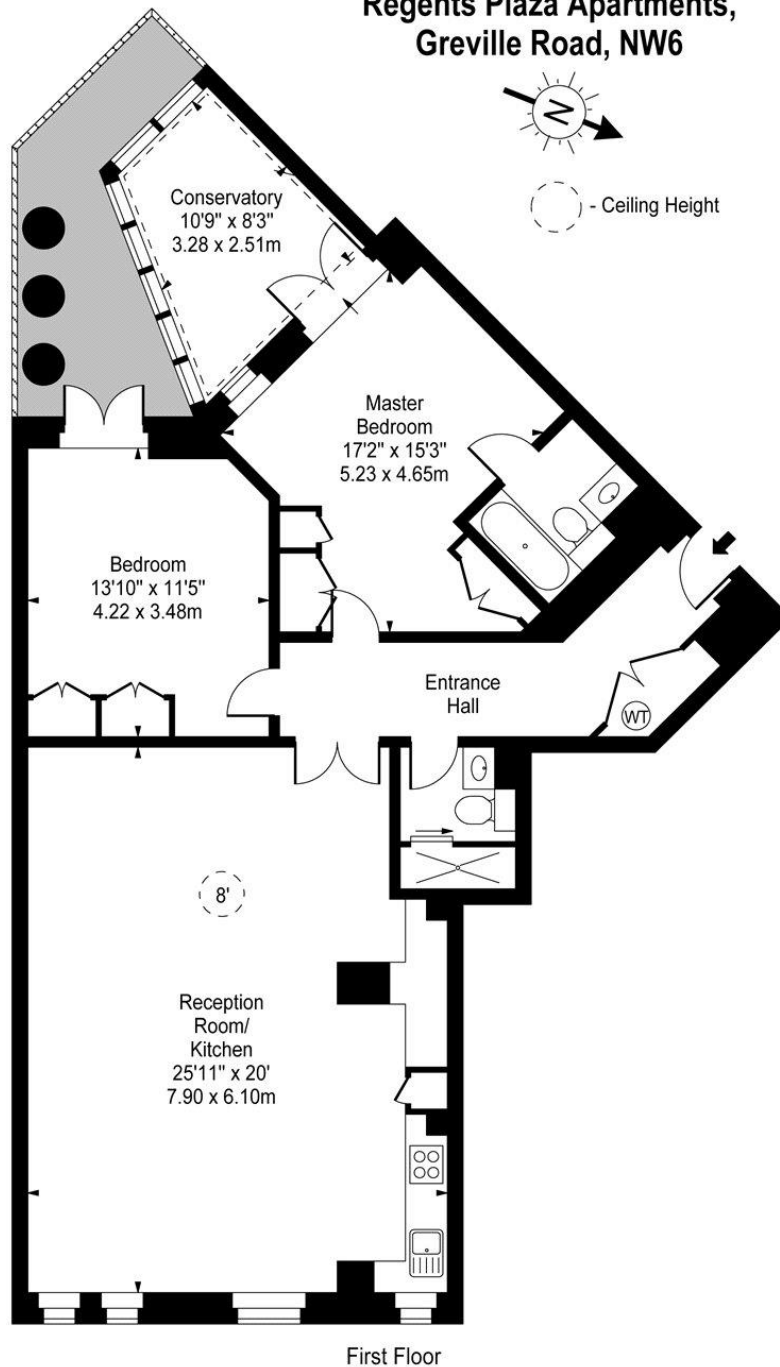 Regents Plaza Apartments,
Greville Road, NW6
N
- Ceiling Height
Conservatory
10'9" x 8'3"
3.28 x 2.51m
Master
Bedroom
17'2" x 15'3"
5.23 x 4.65m
Bedroom
13'10" x 11'5"
4.22 x 3.48m
Entrance
Hall
WT
8'
Reception
Room/
Kitchen
25'11" x 20'
7.90 x 6.10m
First Floor